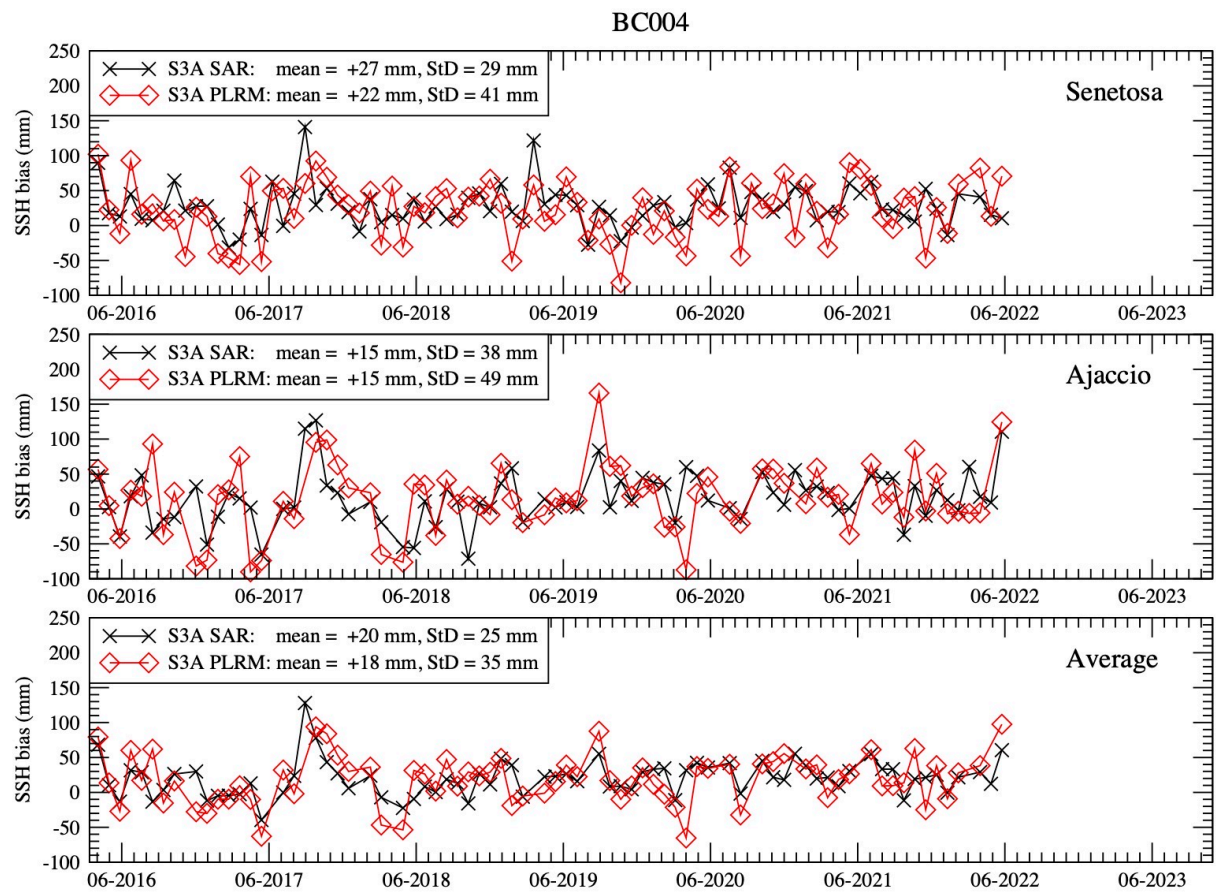 BC004
SSH bias (mm)
250
200
150
100
50
0
-50
-100
S3A SAR: mean = +27 mm, StD = 29 mm
S3A PLRM: mean = +22 mm, StD = 41 mm
Senetosa
06-2016 06-2017 06-2018 06-2019 06-2020 06-2021 06-2022 06-2023
SSH bias (mm)
250
200
150
100
50
0
-50
-100
S3A SAR: mean = +15 mm, StD = 38 mm
S3A PLRM: mean = +15 mm, StD = 49 mm
Ajaccio
06-2016 06-2017 06-2018 06-2019 06-2020 06-2021 06-2022 06-2023
SSH bias (mm)
250
200
150
100
50
0
-50
-100
S3A SAR: mean = +20 mm, StD = 25 mm
S3A PLRM: mean = +18 mm, StD = 35 mm
Average
06-2016 06-2017 06-2018 06-2019 06-2020 06-2021 06-2022 06-2023